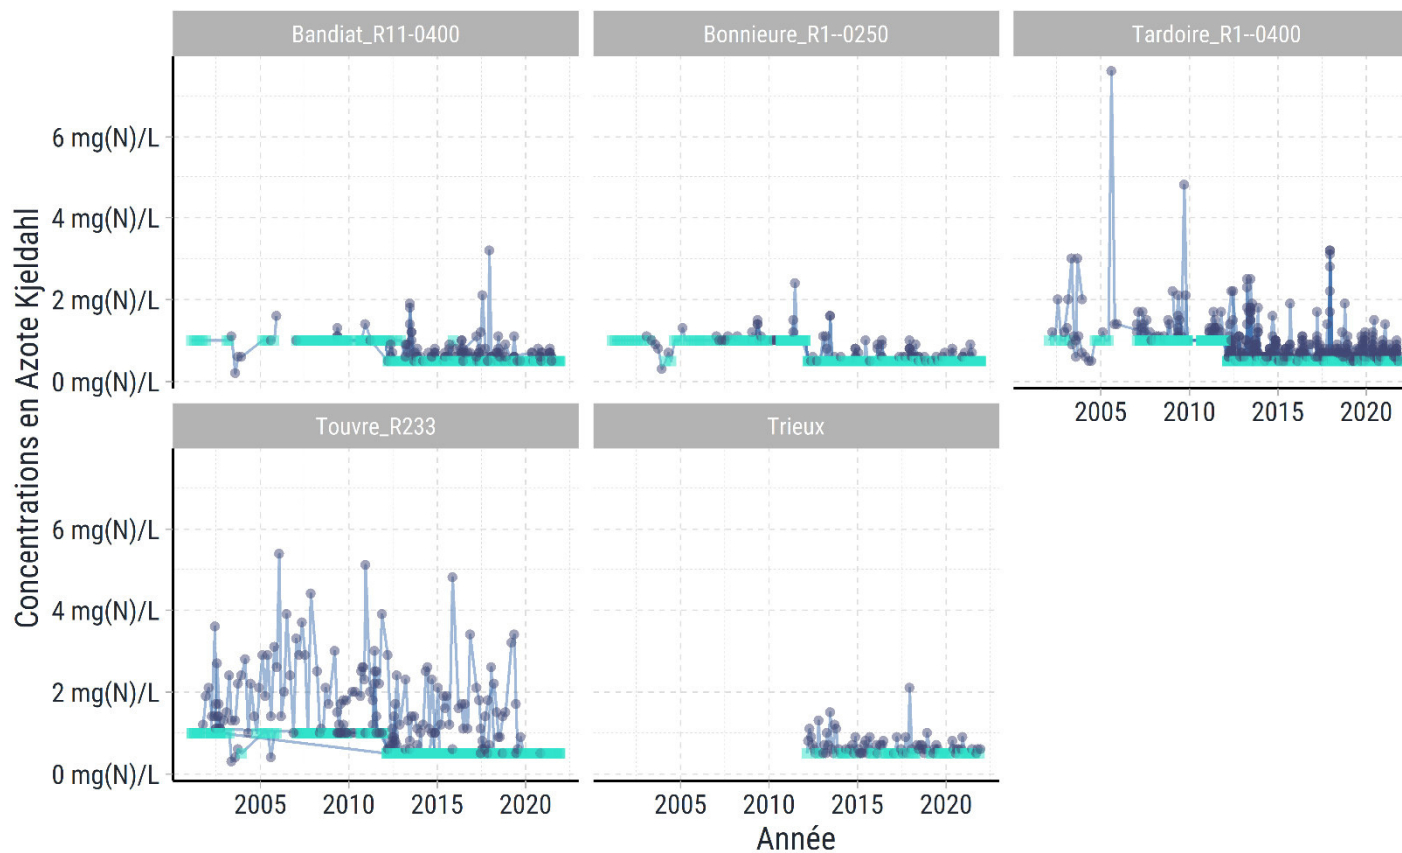 Bandiat_R11-0400
Bonnieure_R1--0250
Tardoire_R1--0400
Concentrations en Azote Kjeldahl
6 mg(N)/L
4 mg(N)/L
2 mg(N)/L
0 mg(N)/L
2005 2010 2015 2020
Touvre_R233
Trieux
6 mg(N)/L
4 mg(N)/L
2 mg(N)/L
0 mg(N)/L
2005 2010 2015 2020
2005 2010 2015 2020
Année